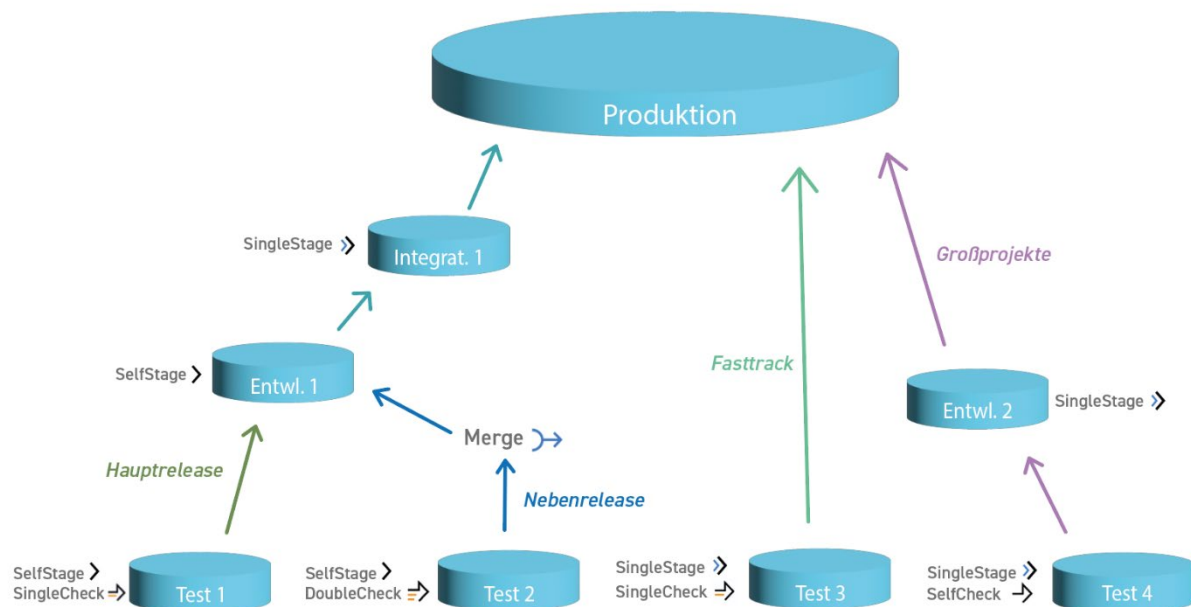 Produktion
SingleStage
Integrat. 1
Großprojekte
SelfStage
Entwl. 1
Fasttrack
Entwl. 2
SingleStage
Merge
Hauptrelease
Nebenrelease
SelfStage
SingleCheck
Test 1
SelfStage
DoubleCheck
Test 2
SingleStage
SingleCheck
Test 3
SingleStage
SelfCheck
Test 4